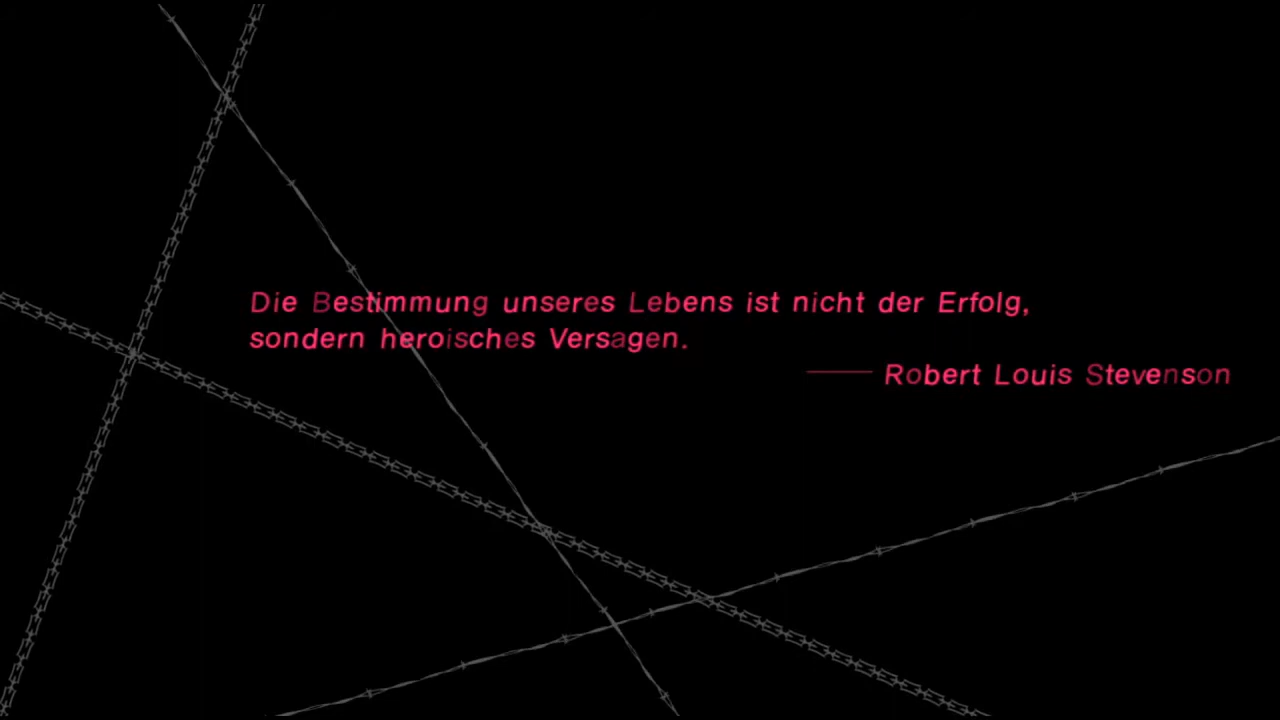 Die Bestimmung unseres Lebens ist nicht der Erfolg,
sondern heroisches Versagen.
—— Robert Louis Stevenson